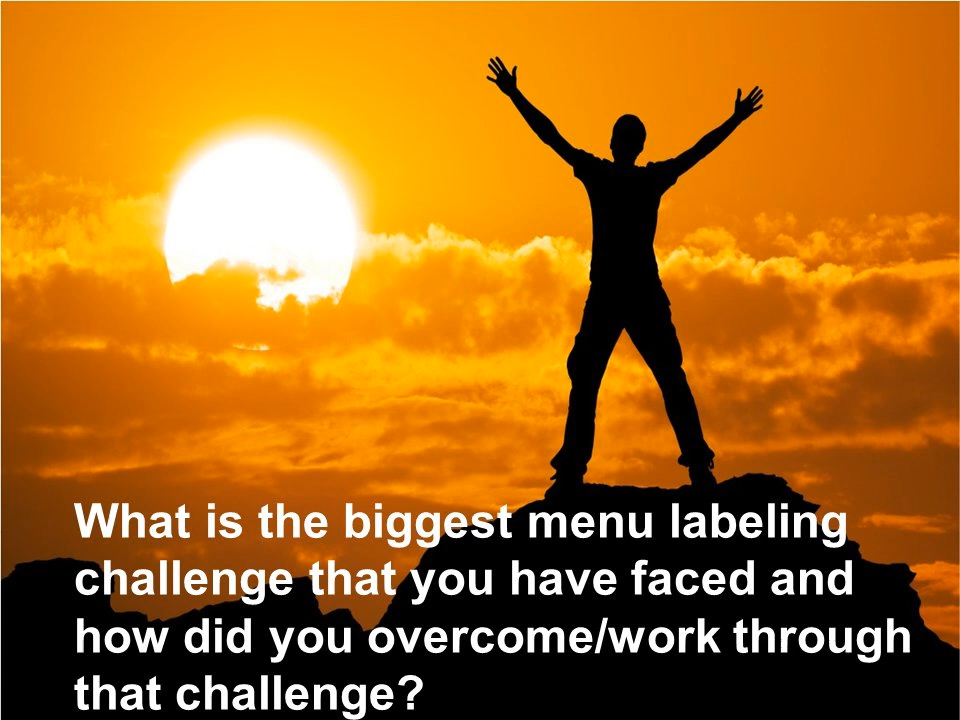 What is the biggest menu labeling
challenge that you have faced and
how did you overcome/work through
that challenge?